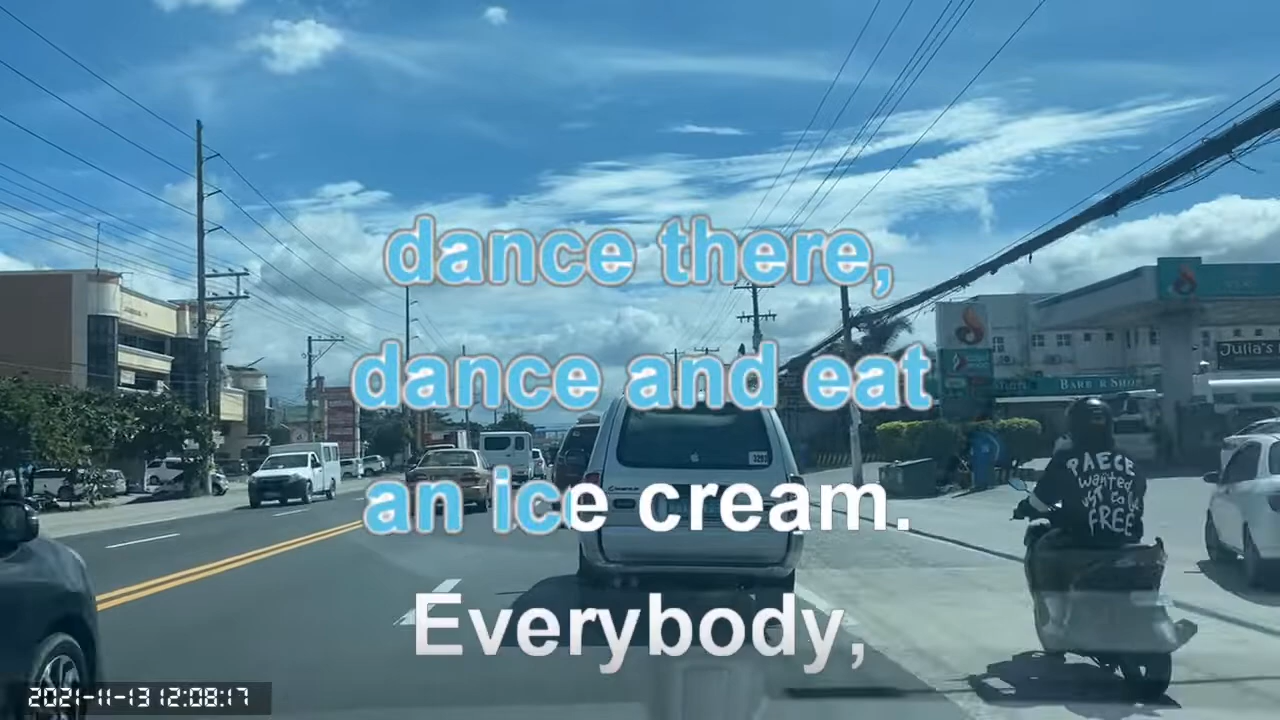 dance there,
dance and eat
an ice cream.
Everybody,
Julia's
BARBER SHOP
PAECE
wanted
FREE
2021-11-13 12:08:17